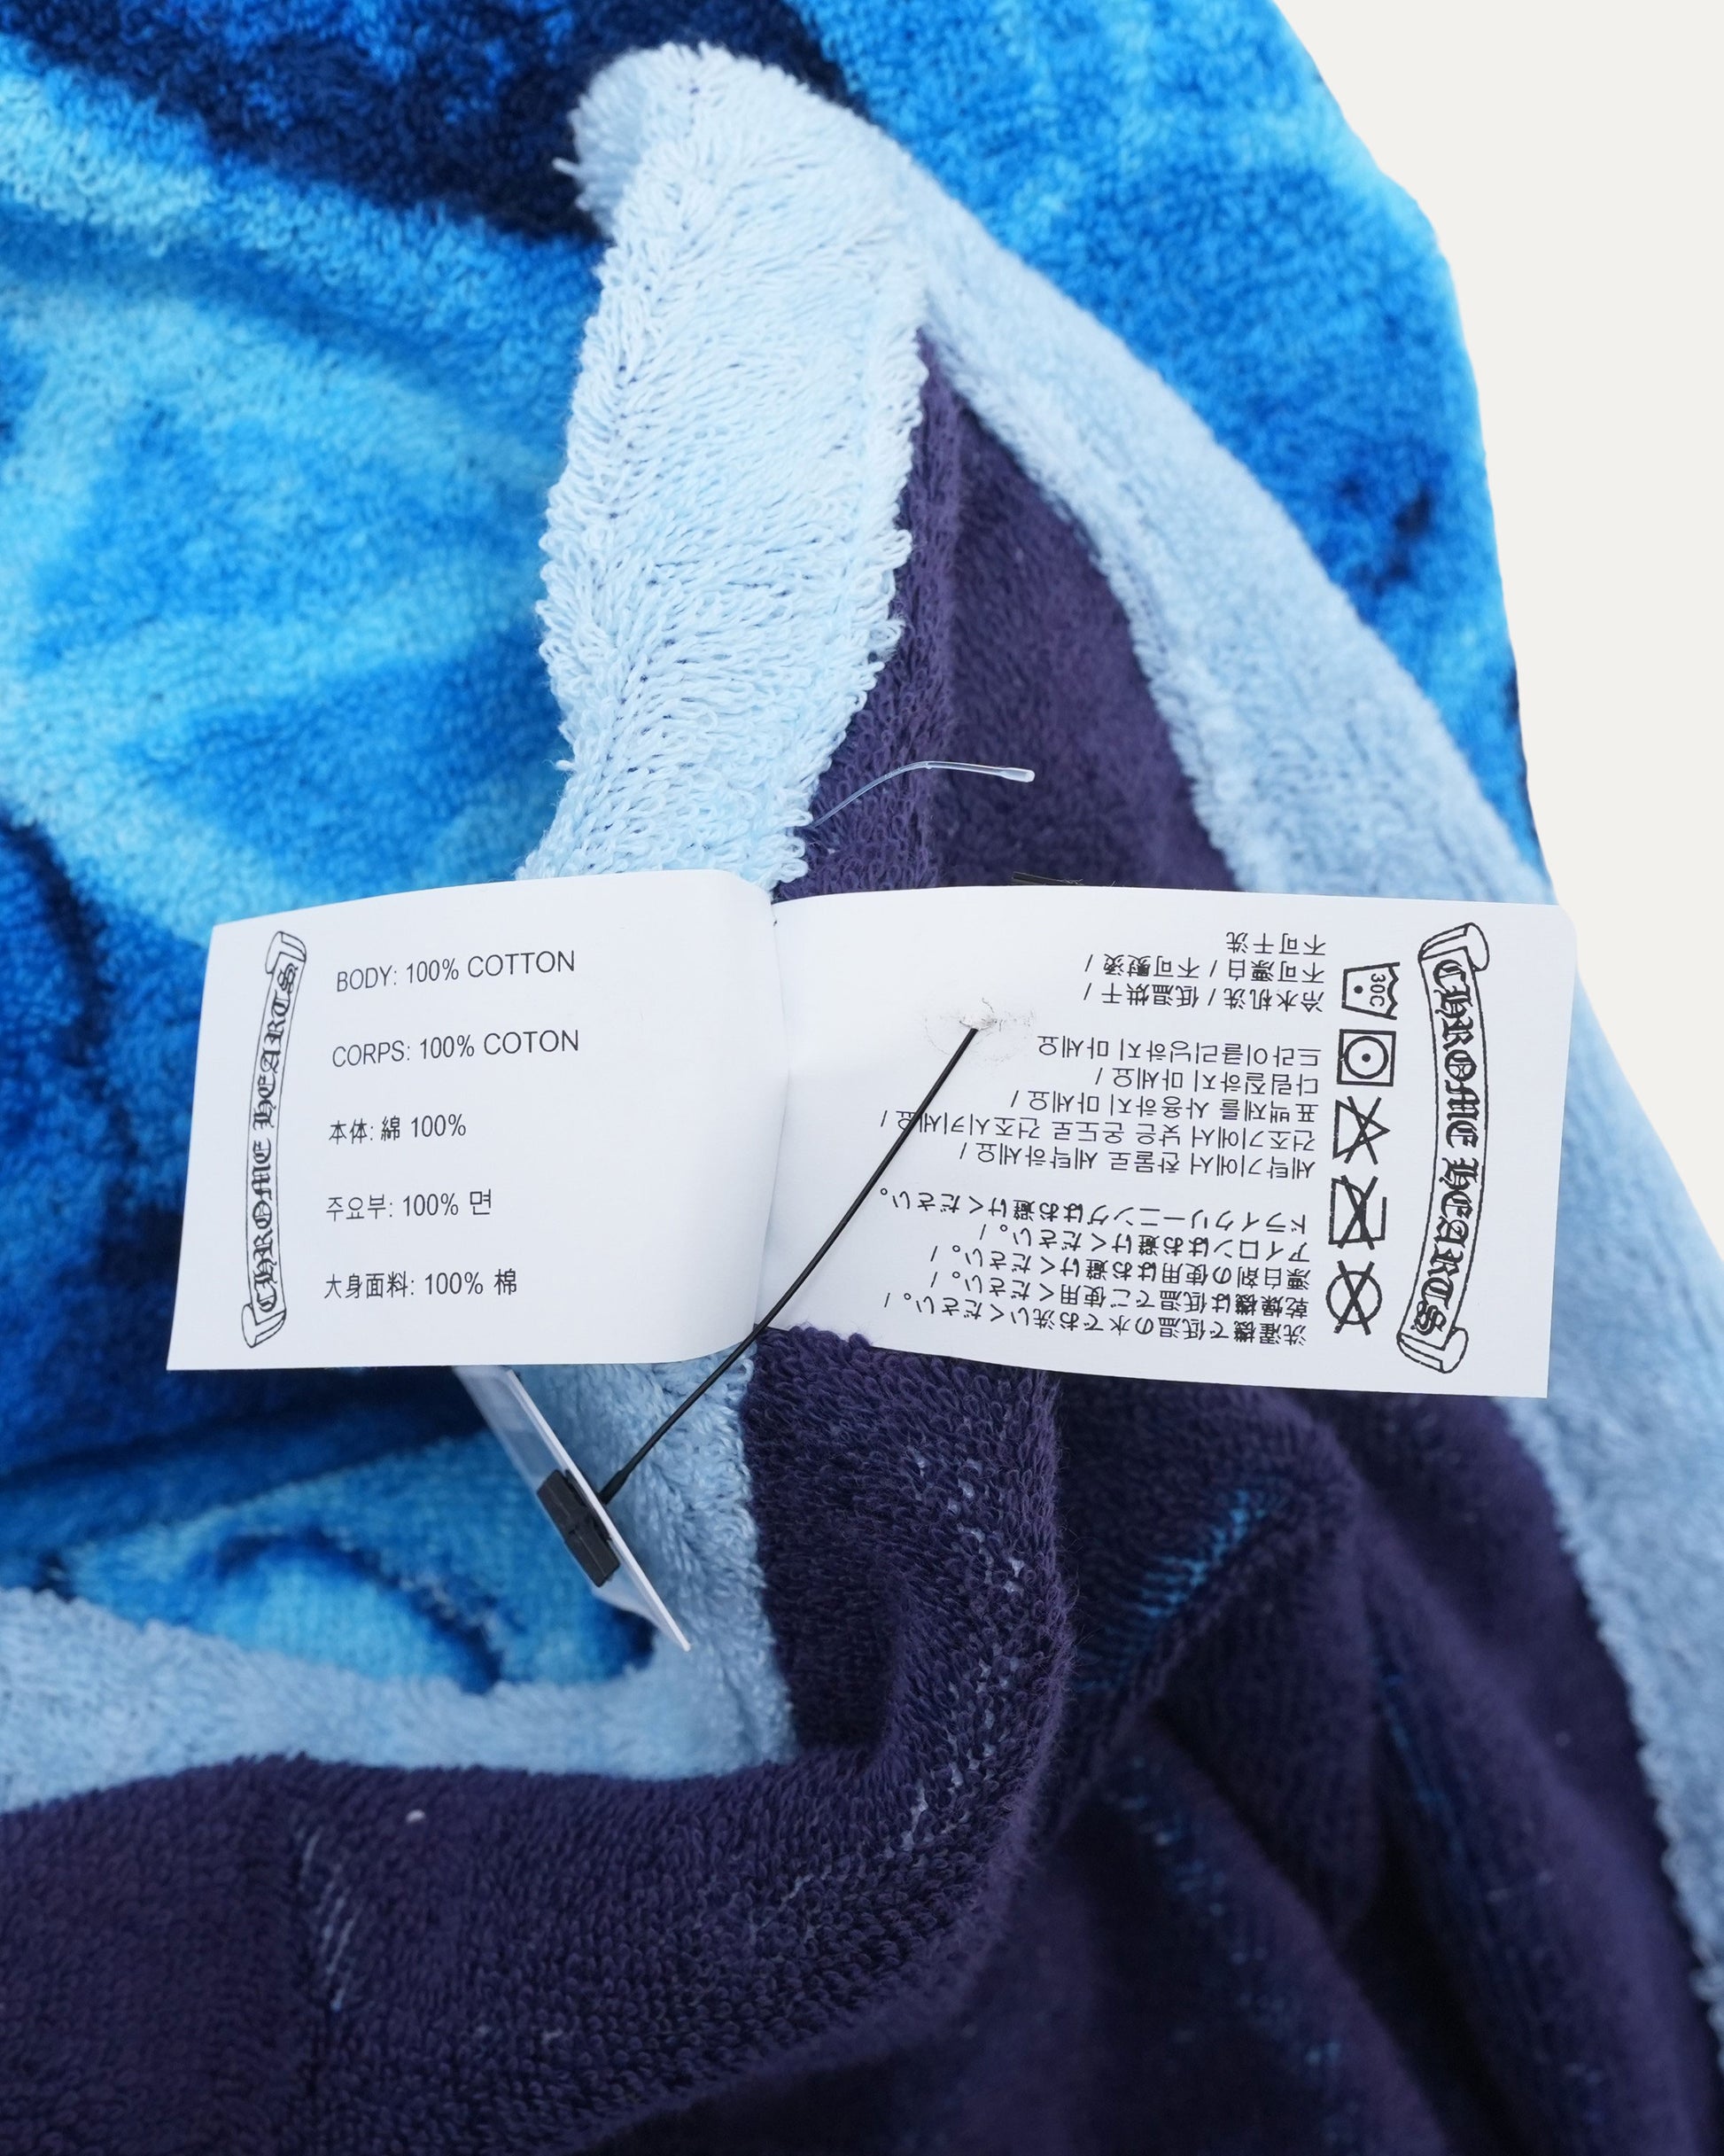 CHROME HEARTS
BODY: 100% COTTON
CORPS: 100% COTON
本体: 綿 100%
주요부: 100% 면
大身面料: 100% 棉
CHROME HEARTS
30C
洗濯機で低温の水でお洗いください。 /
乾燥機は低温でご使用ください。 /
漂白剤の使用はお避けください。 /
アイロンはお避けください。 /
ドライクリーニングはお避けください。
세탁기에서 찬물로 세탁하세요 /
건조기에서 낮은 온도로 건조시키세요 /
표백제를 사용하지 마세요 /
다림질하지 마세요 /
드라이클리닝하지 마세요
冷水机洗 / 低温烘干 /
不可漂白 / 不可熨烫 /
不可干洗